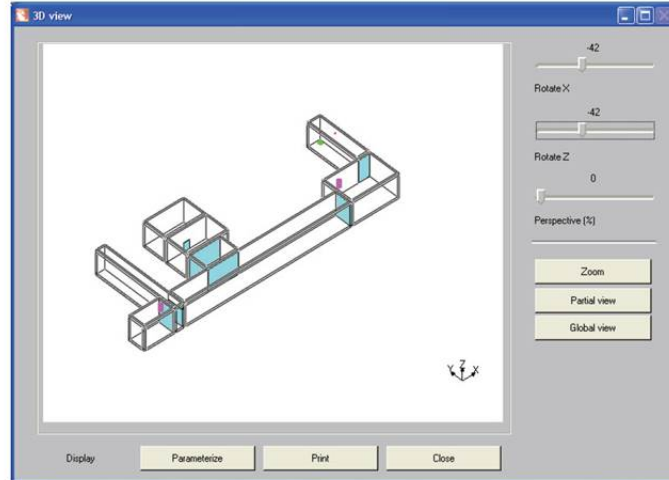 3D view
-42
Rotate X
-42
Rotate Z
0
Perspective (%)
Zoom
Partial view
Global view
Y Z X
Display
Parameterize
Print
Close